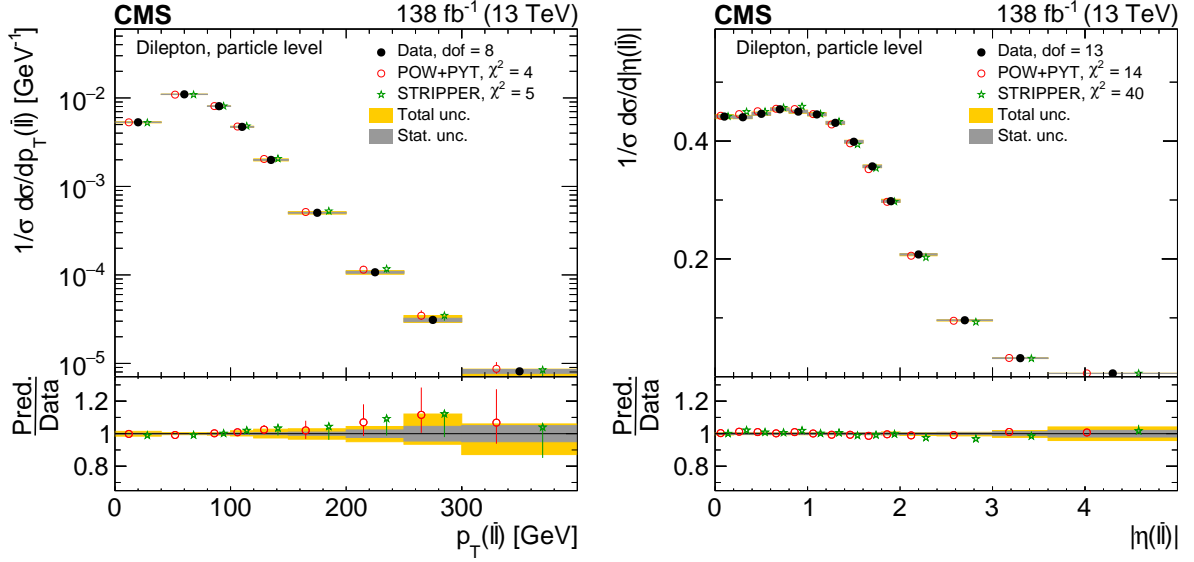 CMS 138 fb⁻¹ (13 TeV)
Dilepton, particle level
Data, dof = 8
POW+PYT, χ² = 4
STRIPPER, χ² = 5
Total unc.
Stat. unc.
1/σ dσ/dp_T(ll̄) [GeV⁻¹]
10⁻²
10⁻³
10⁻⁴
10⁻⁵
Pred.
Data
1.2
1
0.8
0 100 200 300
p_T(ll̄) [GeV]
CMS 138 fb⁻¹ (13 TeV)
Dilepton, particle level
Data, dof = 13
POW+PYT, χ² = 14
STRIPPER, χ² = 40
Total unc.
Stat. unc.
1/σ dσ/d|η(ll̄)|
0.4
0.2
Pred.
Data
1.2
1
0.8
0 1 2 3 4
|η(ll̄)|